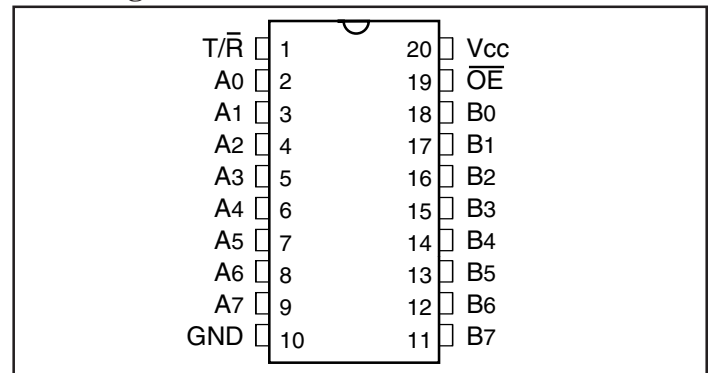 T/R̅ 1 20 Vcc
A0 2 19 O̅E̅
A1 3 18 B0
A2 4 17 B1
A3 5 16 B2
A4 6 15 B3
A5 7 14 B4
A6 8 13 B5
A7 9 12 B6
GND 10 11 B7